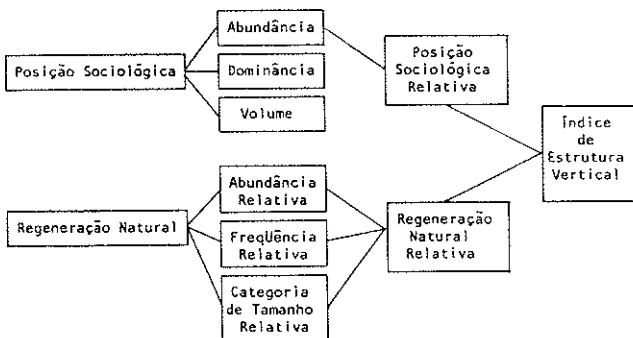 Posição Sociológica
Abundância
Dominância
Volume
Posição
Sociológica
Relativa
Índice
de
Estrutura
Vertical
Regeneração Natural
Abundância
Relativa
Freqüência
Relativa
Categoria
de Tamanho
Relativa
Regeneração
Natural
Relativa